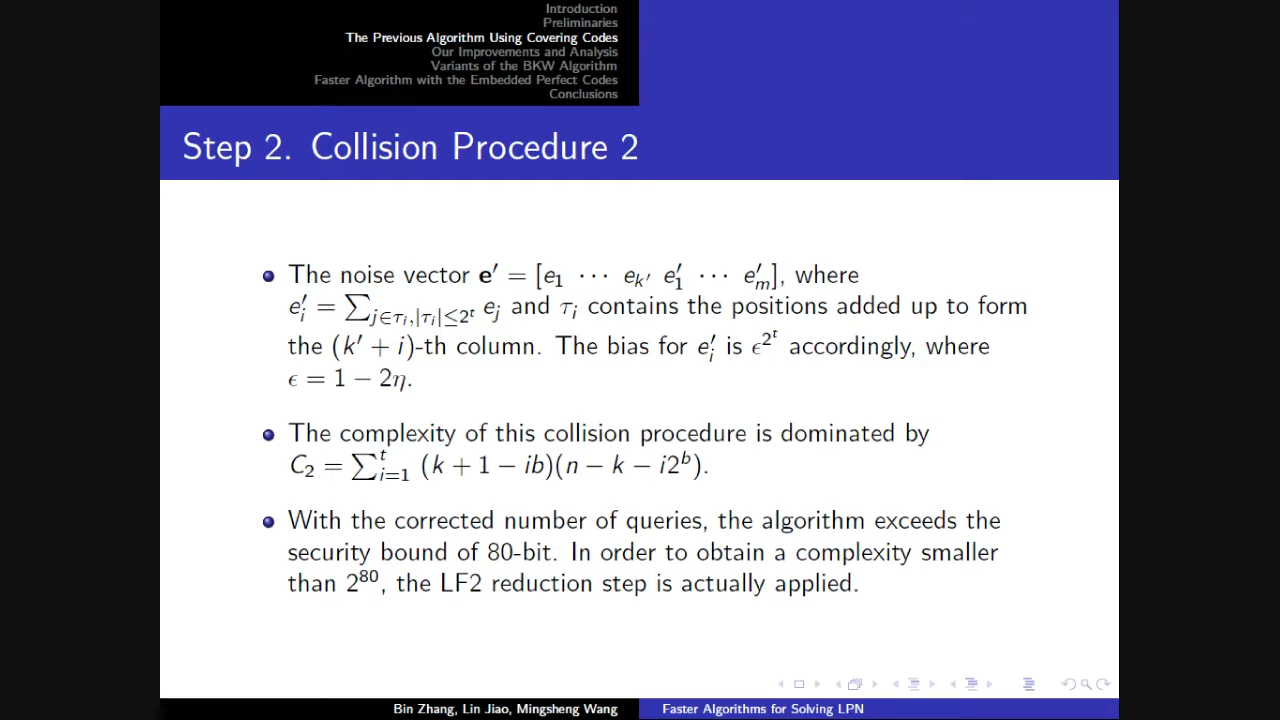 Introduction
Preliminaries
The Previous Algorithm Using Covering Codes
Our Improvements and Analysis
Variants of the BKW Algorithm
Faster Algorithm with the Embedded Perfect Codes
Conclusions
Step 2. Collision Procedure 2
The noise vector e′ = [e₁ ⋯ eₖ′ e′₁ ⋯ e′ₘ], where
e′ᵢ = ∑_{j∈τᵢ,|τᵢ|≤2ᵗ} eⱼ and τᵢ contains the positions added up to form
the (k′ + i)-th column. The bias for e′ᵢ is ϵ^{2ᵗ} accordingly, where
ϵ = 1 − 2η.
The complexity of this collision procedure is dominated by
C₂ = ∑ᵗᵢ₌₁ (k + 1 − ib)(n − k − i2ᵇ).
With the corrected number of queries, the algorithm exceeds the
security bound of 80-bit. In order to obtain a complexity smaller
than 2⁸⁰, the LF2 reduction step is actually applied.
Bin Zhang, Lin Jiao, Mingsheng Wang
Faster Algorithms for Solving LPN